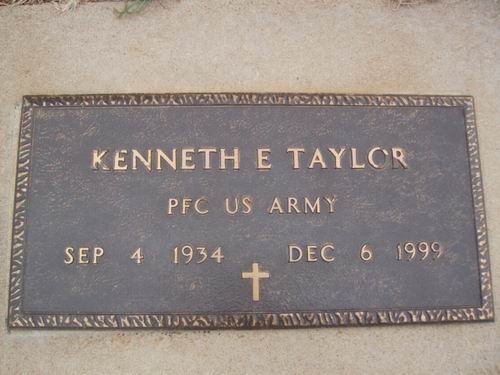 KENNETH E TAYLOR
PFC US ARMY
SEP 4 1934 DEC 6 1999